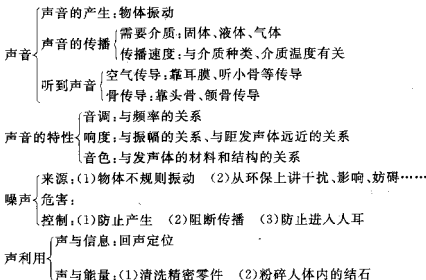 声音的产生:物体振动
声音的传播
需要介质:固体、液体、气体
传播速度:与介质种类、介质温度有关
声音
听到声音
空气传导:靠耳膜、听小骨等传导
骨传导:靠头骨、颌骨传导
声音的特性
音调:与频率的关系
响度:与振幅的关系、与距发声体远近的关系
音色:与发声体的材料和结构的关系
噪声
来源:(1)物体不规则振动 (2)从环保上讲干扰、影响、妨碍……
危害:
控制:(1)防止产生 (2)阻断传播 (3)防止进入人耳
声利用
声与信息:回声定位
声与能量:(1)清洗精密零件 (2)粉碎人体内的结石